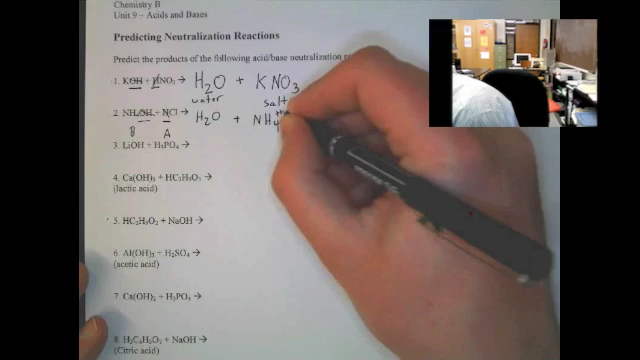 Chemistry B
Unit 9 – Acids and Bases
Predicting Neutralization Reactions
Predict the products of the following acid/base neutralization
1. KOH + HNO₃ → H₂O + KNO₃
water salt
2. NH₄OH + HCl H₂O + NH₄
B A
3. LiOH + H₃PO₄ →
4. Ca(OH)₂ + HC₃H₅O₃ →
(lactic acid)
5. HC₂H₃O₂ + NaOH →
6. Al(OH)₃ + H₂SO₄ →
(acetic acid)
7. Ca(OH)₂ + H₃PO₄ →
8. H₃C₆H₅O₇ + NaOH →
(Citric acid)